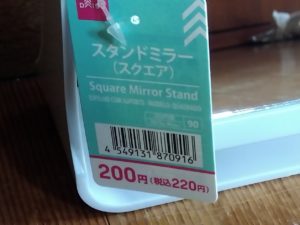 スタンドミラー
(スクエア)
Square Mirror Stand
90
4 549131 870916
200円(税込220円)